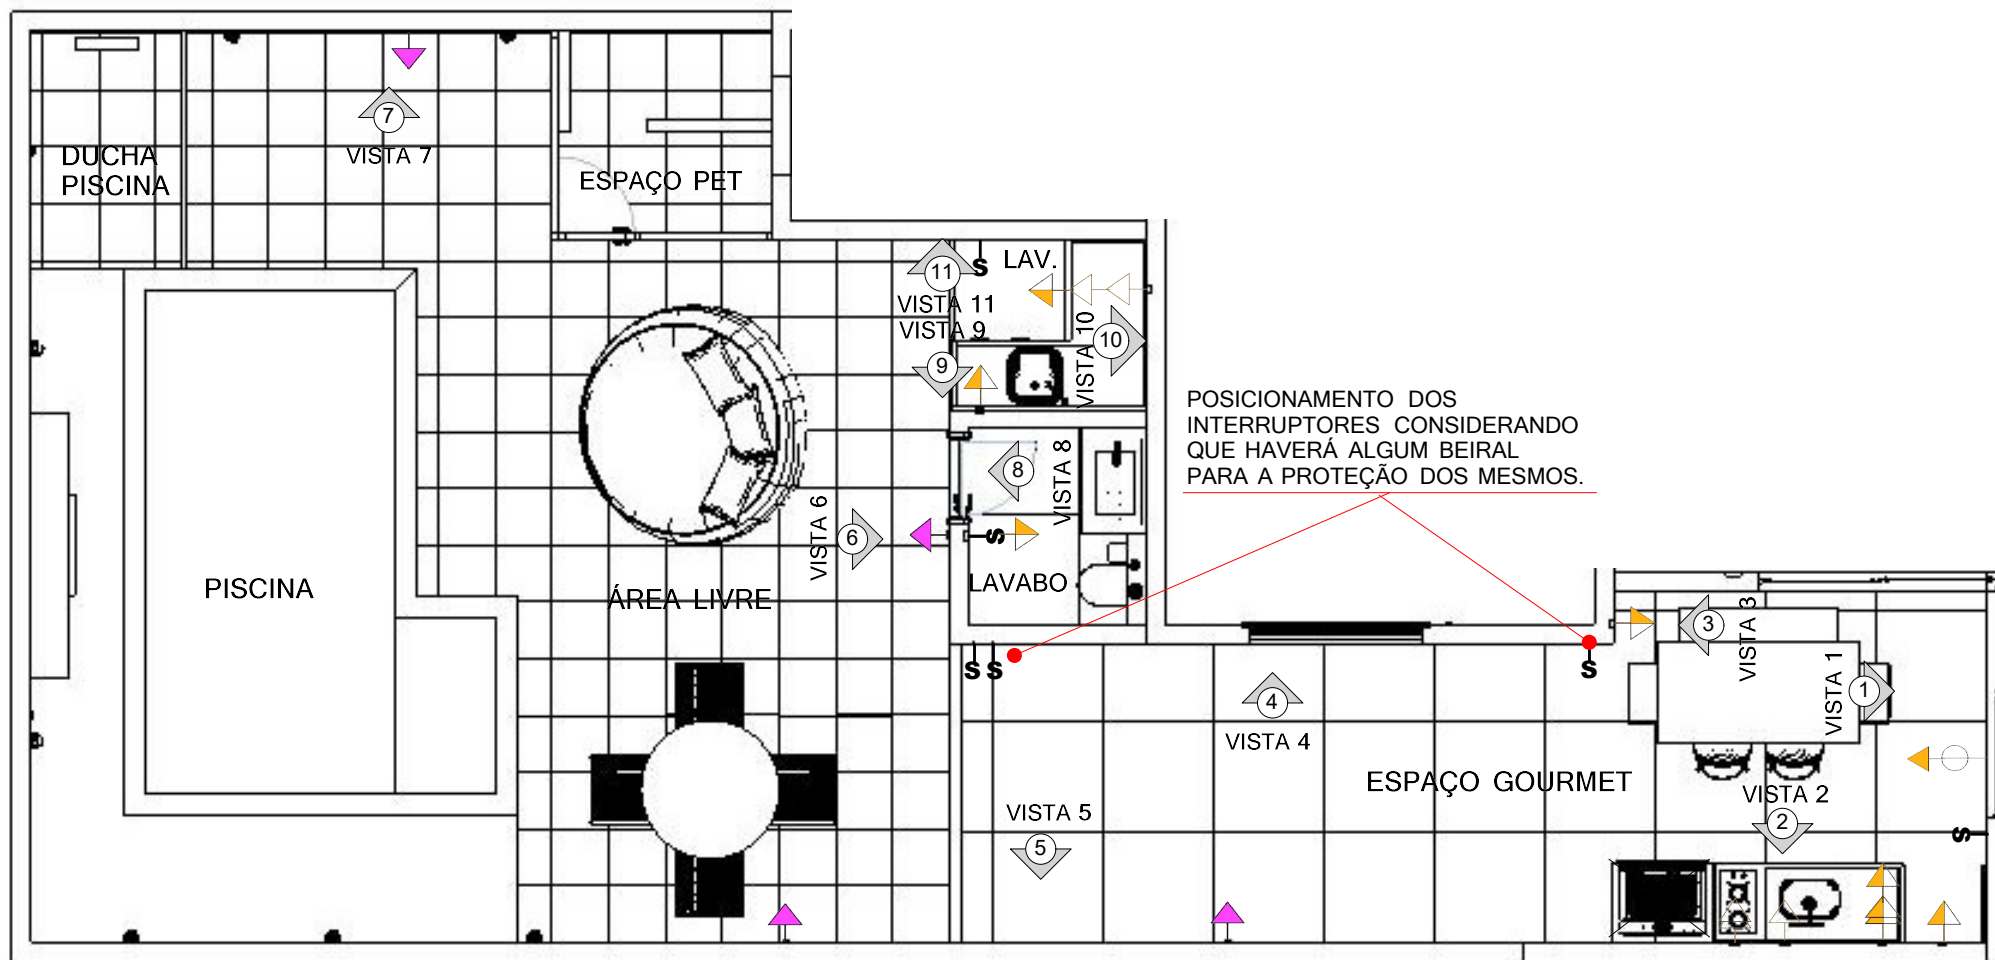 7
VISTA 7
DUCHA
PISCINA
ESPAÇO PET
11
VISTA 11
VISTA 9
9
S
LAV.
10
VISTA 10
POSICIONAMENTO DOS
INTERRUPTORES CONSIDERANDO
QUE HAVERÁ ALGUM BEIRAL
PARA A PROTEÇÃO DOS MESMOS.
8
VISTA 8
6
VISTA 6
S
LAVABO
PISCINA
ÁREA LIVRE
S S
S
3
VISTA 3
1
VISTA 1
4
VISTA 4
ESPAÇO GOURMET
VISTA 2
2
S
VISTA 5
5